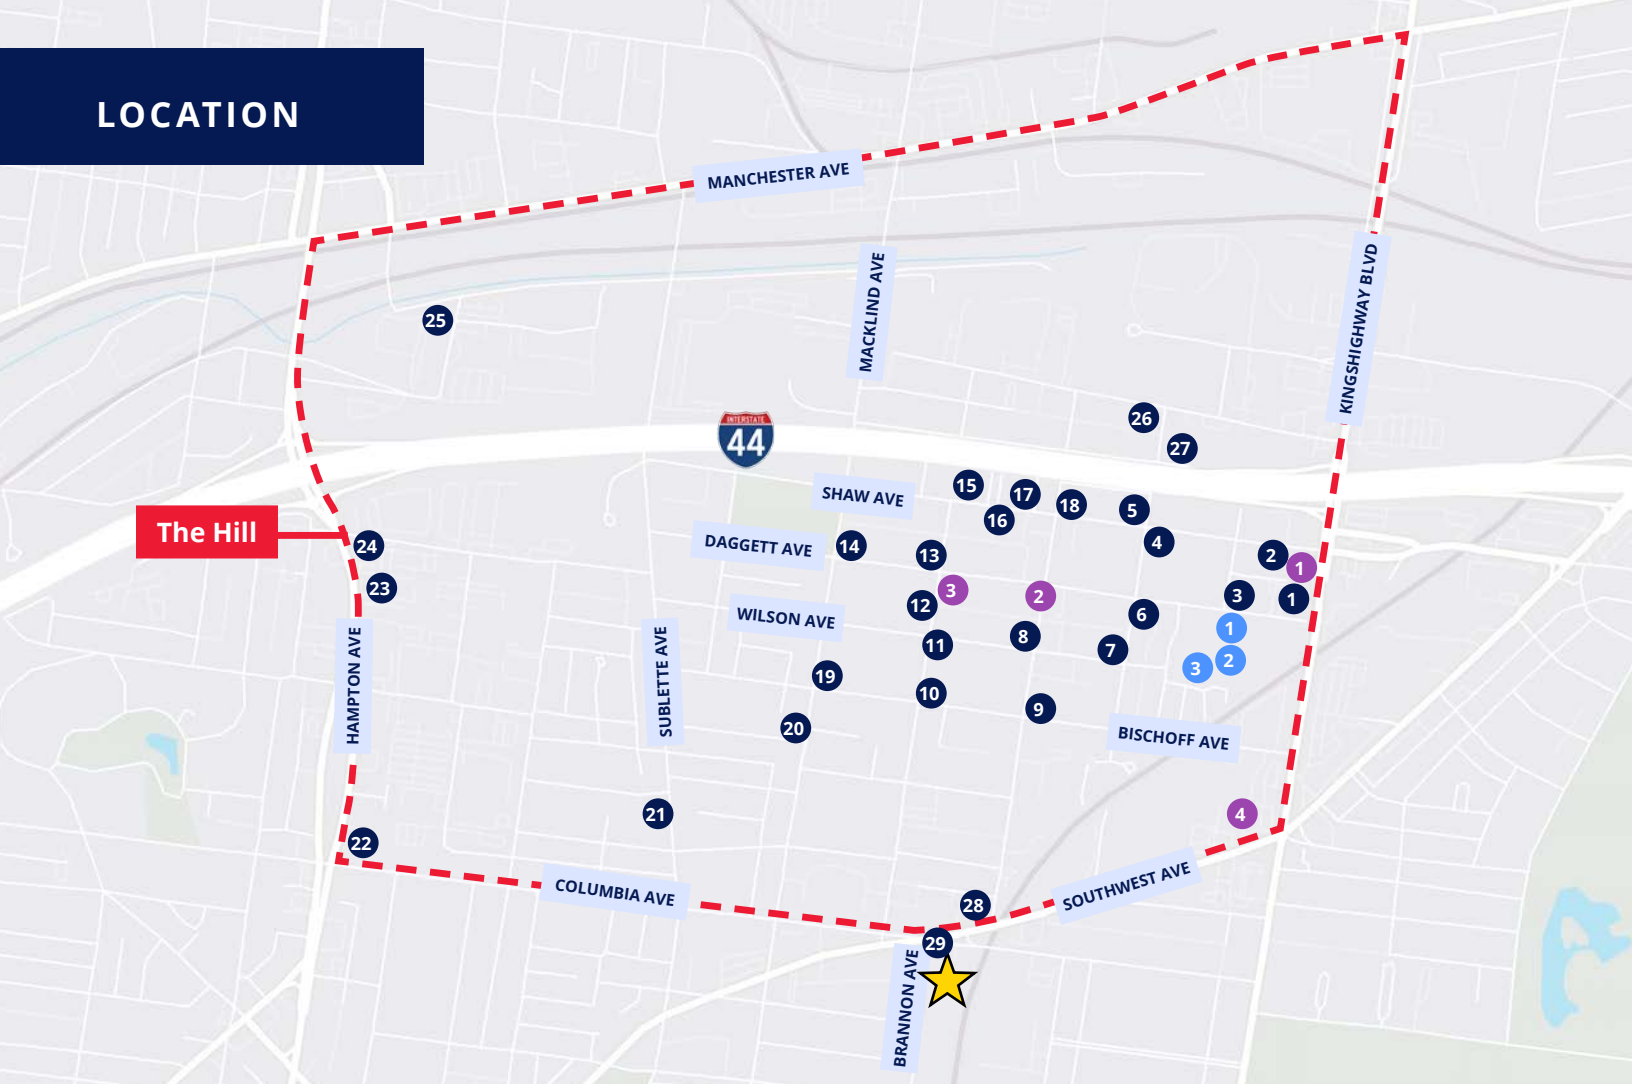 LOCATION
MANCHESTER AVE
MACKLIND AVE
KINGSHIGHWAY BLVD
25
26
27
INTERSTATE
44
SHAW AVE
15
17
18
5
16
4
The Hill
24
DAGGETT AVE
14
13
2
1
23
3
2
3
1
12
WILSON AVE
6
1
8
11
7
2
3
HAMPTON AVE
SUBLETTE AVE
19
10
9
20
BISCHOFF AVE
21
4
22
COLUMBIA AVE
SOUTHWEST AVE
28
29
BRANNON AVE